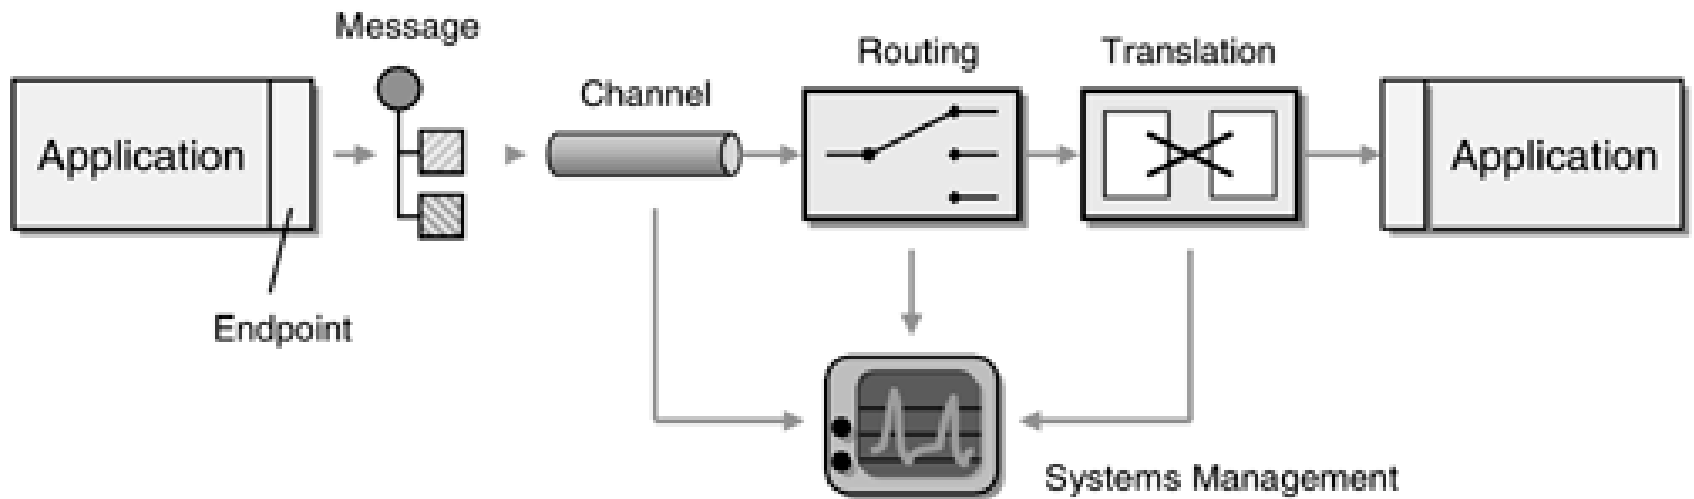 Message
Routing
Translation
Channel
Application
Application
Endpoint
Systems Management